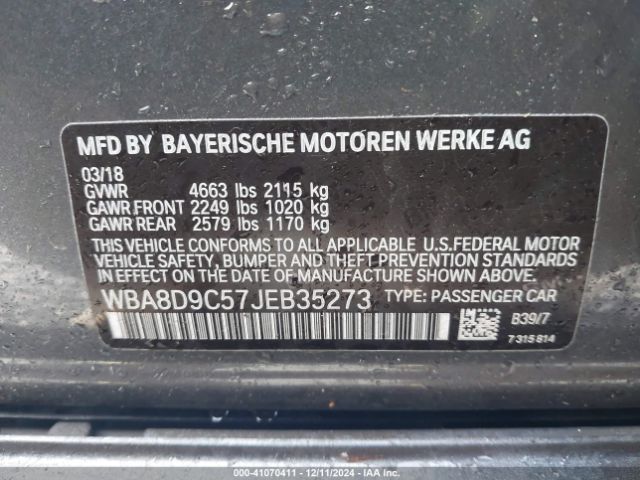 MFD BY BAYERISCHE MOTOREN WERKE AG
03/18
GVWR 4663 lbs 2115 kg
GAWR FRONT 2249 lbs 1020 kg
GAWR REAR 2579 lbs 1170 kg
THIS VEHICLE CONFORMS TO ALL APPLICABLE U.S.FEDERAL MOTOR
VEHICLE SAFETY, BUMPER AND THEFT PREVENTION STANDARDS
IN EFFECT ON THE DATE OF MANUFACTURE SHOWN ABOVE.
WBA8D9C57JEB35273 TYPE: PASSENGER CAR
B39/7
7 315 814
000-41070411 - 12/11/2024 - IAA Inc.